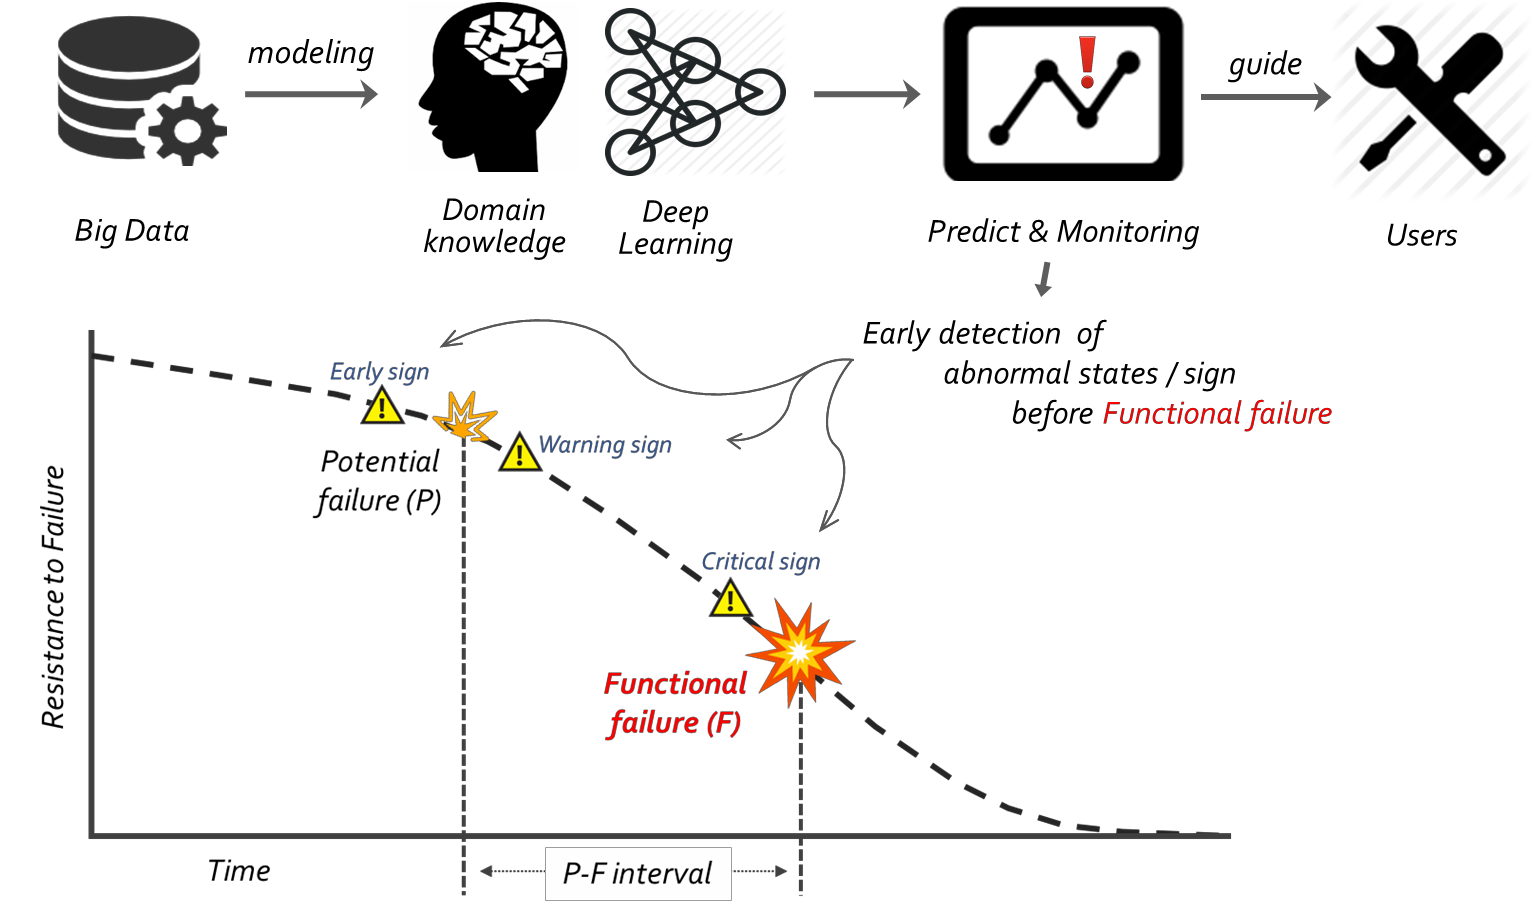 modeling
guide
Big Data
Domain
knowledge
Deep
Learning
Predict & Monitoring
Users
Early detection of
abnormal states / sign
before Functional failure
Early sign
Warning sign
Potential
failure (P)
Critical sign
Functional
failure (F)
Resistance to Failure
Time
P-F interval